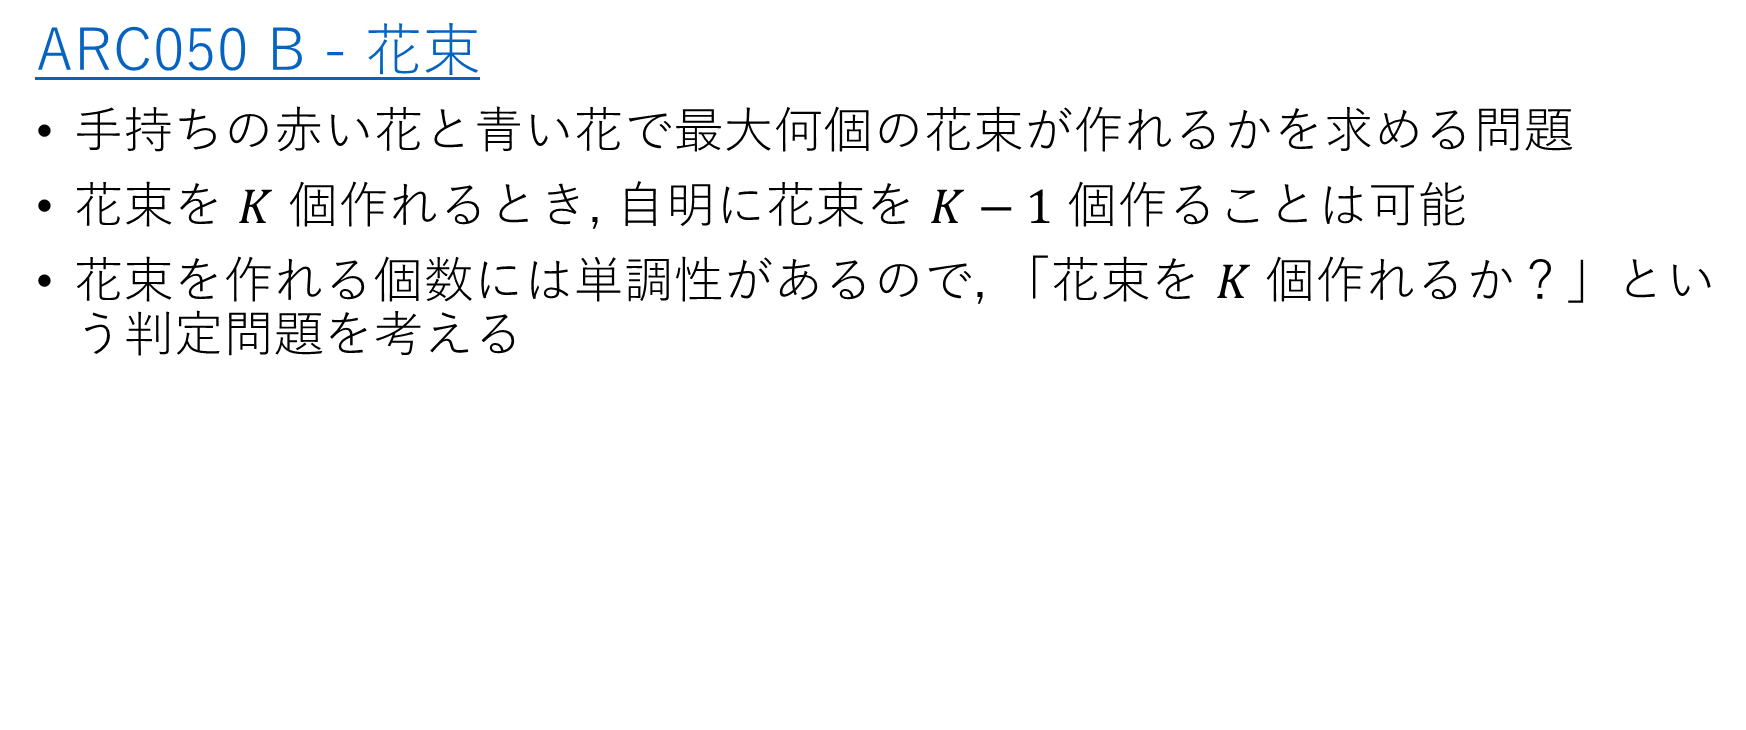 ARC050 B - 花束
• 手持ちの赤い花と青い花で最大何個の花束が作れるかを求める問題
• 花束を K 個作れるとき, 自明に花束を K − 1 個作ることは可能
• 花束を作れる個数には単調性があるので, 「花束を K 個作れるか？」とい
う判定問題を考える